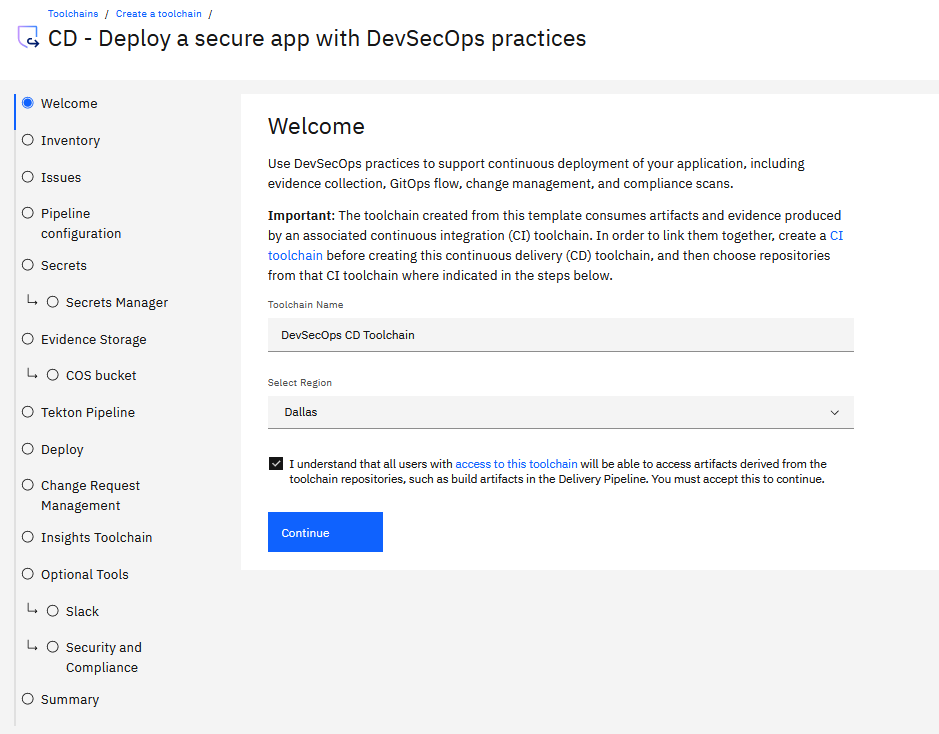 Toolchains / Create a toolchain /
CD - Deploy a secure app with DevSecOps practices
Welcome
Inventory
Issues
Pipeline
configuration
Secrets
Secrets Manager
Evidence Storage
COS bucket
Tekton Pipeline
Deploy
Change Request
Management
Insights Toolchain
Optional Tools
Slack
Security and
Compliance
Summary
Welcome
Use DevSecOps practices to support continuous deployment of your application, including
evidence collection, GitOps flow, change management, and compliance scans.
Important: The toolchain created from this template consumes artifacts and evidence produced
by an associated continuous integration (CI) toolchain. In order to link them together, create a CI
toolchain before creating this continuous delivery (CD) toolchain, and then choose repositories
from that CI toolchain where indicated in the steps below.
Toolchain Name
DevSecOps CD Toolchain
Select Region
Dallas
I understand that all users with access to this toolchain will be able to access artifacts derived from the
toolchain repositories, such as build artifacts in the Delivery Pipeline. You must accept this to continue.
Continue